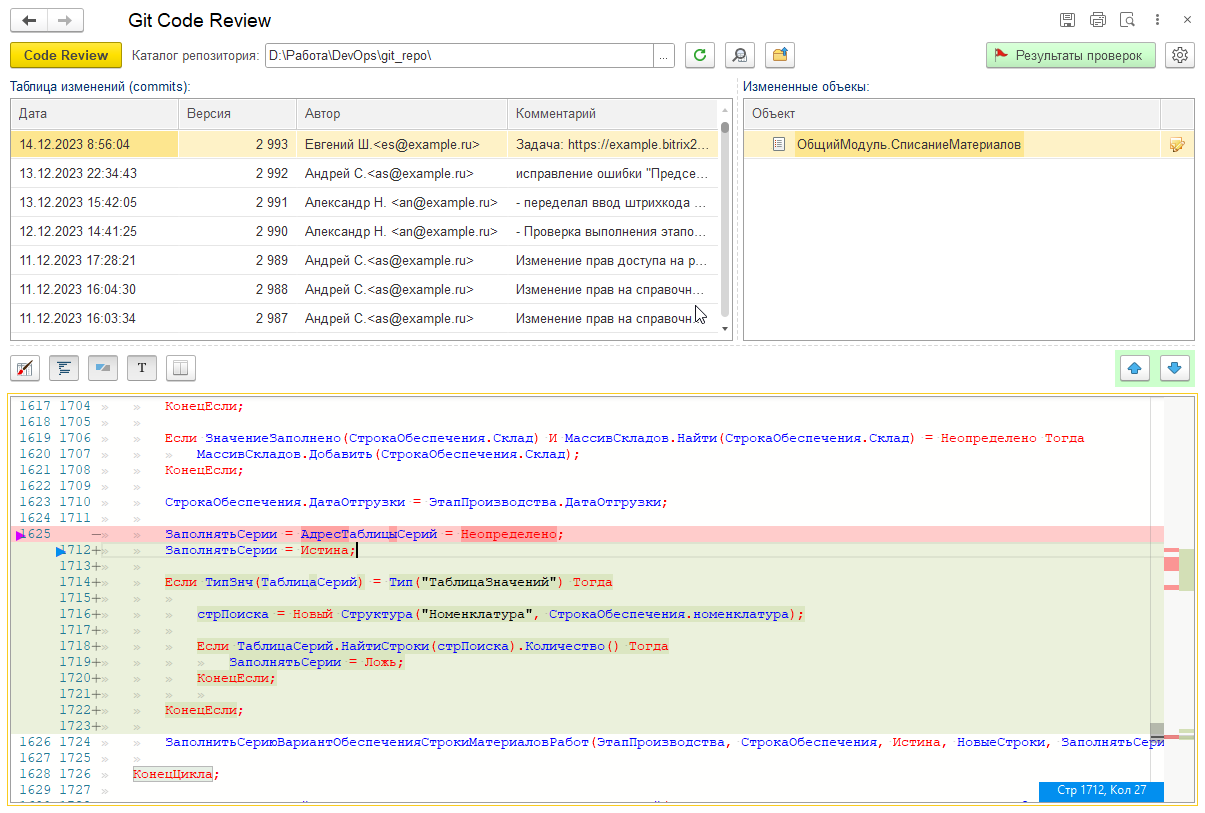 Git Code Review
Code Review Каталог репозитория: D:\Работа\DevOps\git_repo\ ... Результаты проверок
Таблица изменений (commits): Измененные объекы:
Дата Версия Автор Комментарий Объект
14.12.2023 8:56:04 2 993 Евгений Ш.<es@example.ru> Задача: https://example.bitrix2... ОбщийМодуль.СписаниеМатериалов
13.12.2023 22:34:43 2 992 Андрей С.<as@example.ru> исправление ошибки "Предсе...
13.12.2023 15:42:05 2 991 Александр Н. <an@example.ru> - переделал ввод штрихкода ...
12.12.2023 14:41:25 2 990 Александр Н. <an@example.ru> - Проверка выполнения этапо...
11.12.2023 17:28:21 2 989 Андрей С.<as@example.ru> Изменение прав доступа на р...
11.12.2023 16:04:30 2 988 Андрей С.<as@example.ru> Изменение прав на справочн...
11.12.2023 16:03:34 2 987 Андрей С.<as@example.ru> Изменение прав на справочн...
T
1617 1704 » » КонецЕсли;
1618 1705 » »
1619 1706 » » Если ЗначениеЗаполнено(СтрокаОбеспечения.Склад) И МассивСкладов.Найти(СтрокаОбеспечения.Склад) = Неопределено Тогда
1620 1707 » » » МассивСкладов.Добавить(СтрокаОбеспечения.Склад);
1621 1708 » » КонецЕсли;
1622 1709 » »
1623 1710 » » СтрокаОбеспечения.ДатаОтгрузки = ЭтапПроизводства.ДатаОтгрузки;
1624 1711 » »
1625 – » ЗаполнятьСерии = АдресТаблицыСерий = Неопределено;
1712+» » ЗаполнятьСерии = Истина;
1713+» »
1714+» » Если ТипЗнч(ТаблицаСерий) = Тип("ТаблицаЗначений") Тогда
1715+» » »
1716+» » » стрПоиска = Новый Структура("Номенклатура", СтрокаОбеспечения.номенклатура);
1717+» » »
1718+» » » Если ТаблицаСерий.НайтиСтроки(стрПоиска).Количество() Тогда
1719+» » » » ЗаполнятьСерии = Ложь;
1720+» » » КонецЕсли;
1721+» » » »
1722+» » КонецЕсли;
1723+» »
1626 1724 » » ЗаполнитьСериюВариантОбеспеченияСтрокиМатериаловРабот(ЭтапПроизводства, СтрокаОбеспечения, Истина, НовыеСтроки, ЗаполнятьСери
1627 1725 » »
1628 1726 » КонецЦикла;
1629 1727 »
Стр 1712, Кол 27